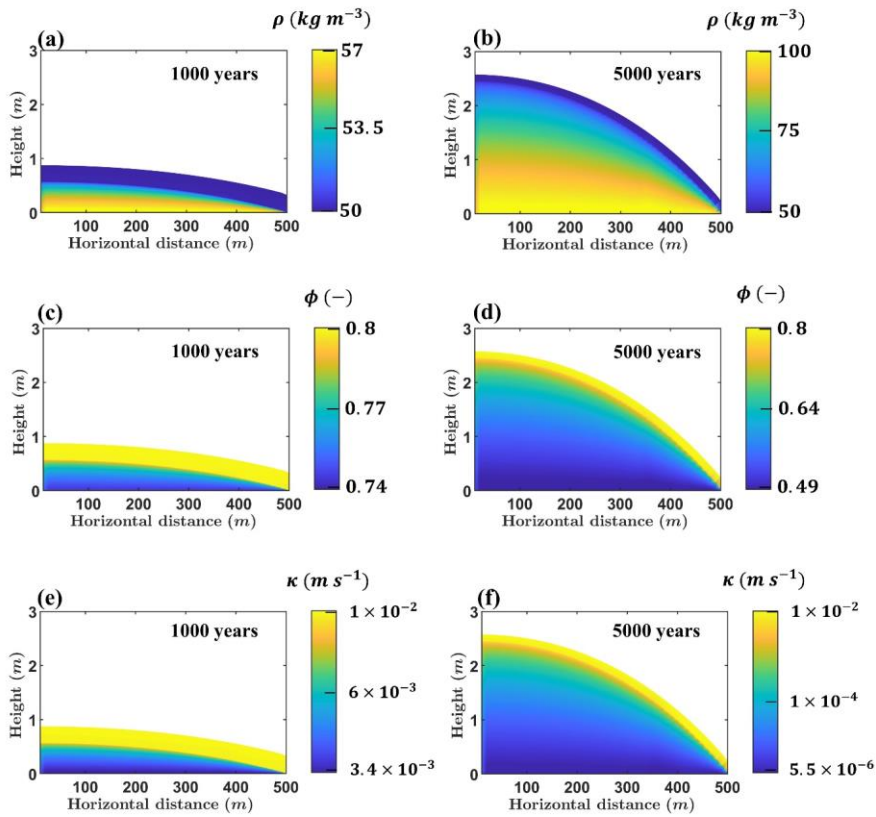 (a) ρ (kg m⁻³)
3
57
1000 years
2
53.5
Height (m)
1
0
50
100 200 300 400 500
Horizontal distance (m)
(b) ρ (kg m⁻³)
3
100
5000 years
2
75
Height (m)
1
0
50
100 200 300 400 500
Horizontal distance (m)
(c) ϕ (−)
3
0.8
1000 years
2
0.77
Height (m)
1
0
0.74
100 200 300 400 500
Horizontal distance (m)
(d) ϕ (−)
3
0.8
5000 years
2
0.64
Height (m)
1
0
0.49
100 200 300 400 500
Horizontal distance (m)
(e) κ (m s⁻¹)
3
1 × 10⁻²
1000 years
2
6 × 10⁻³
Height (m)
1
0
3.4 × 10⁻³
100 200 300 400 500
Horizontal distance (m)
(f) κ (m s⁻¹)
3
1 × 10⁻²
5000 years
2
1 × 10⁻⁴
Height (m)
1
0
5.5 × 10⁻⁶
100 200 300 400 500
Horizontal distance (m)